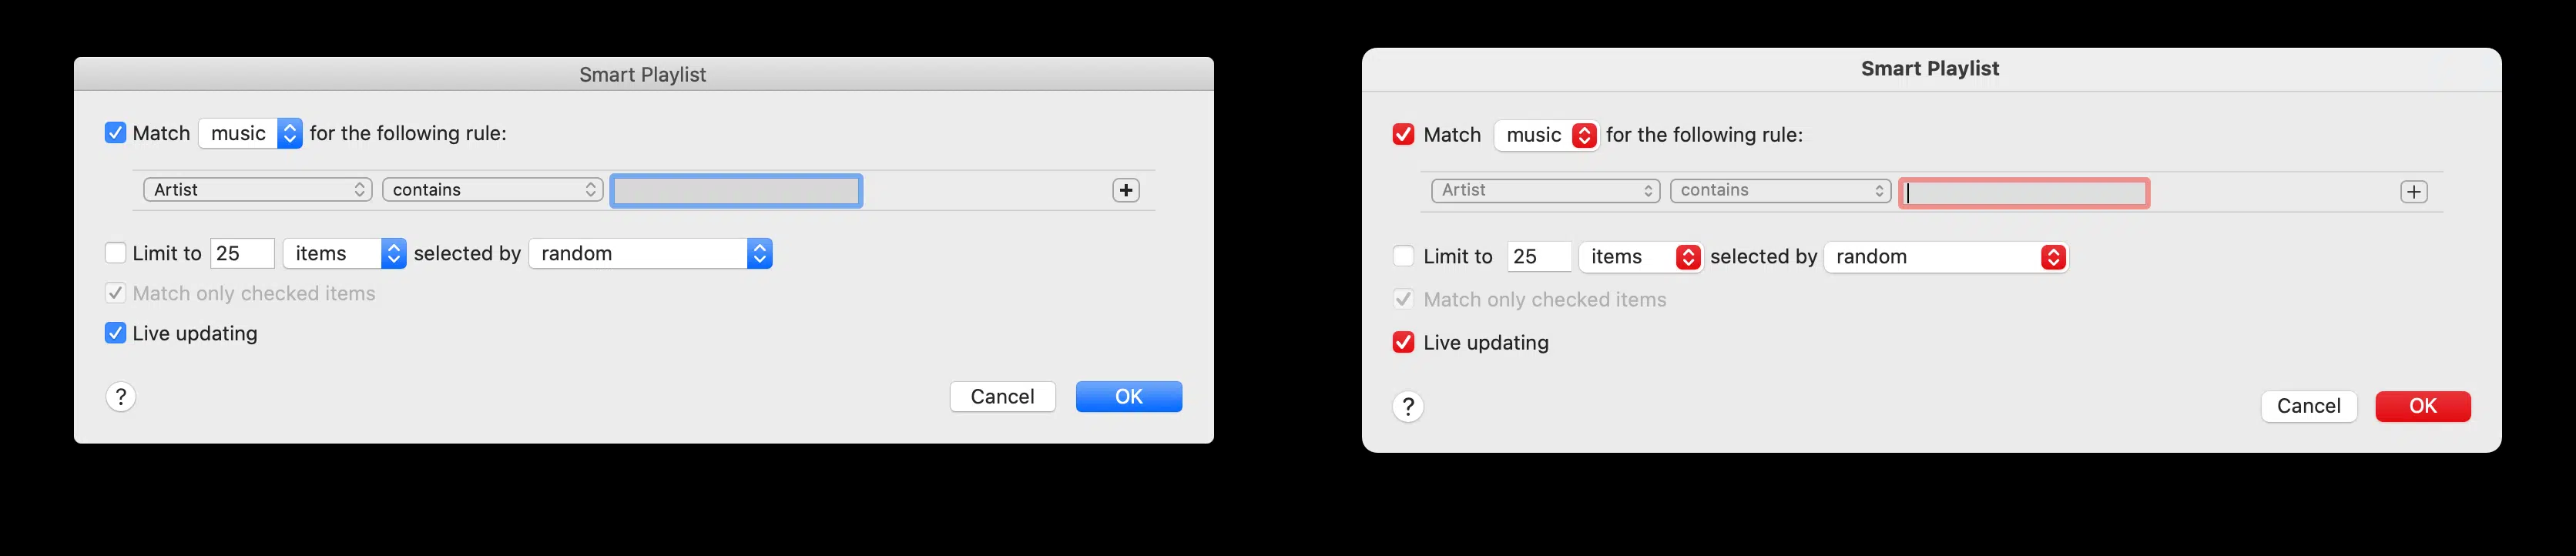 Smart Playlist
Match music for the following rule:
Artist contains
Limit to 25 items selected by random
Match only checked items
Live updating
? Cancel OK
Smart Playlist
Match music for the following rule:
Artist contains
Limit to 25 items selected by random
Match only checked items
Live updating
? Cancel OK